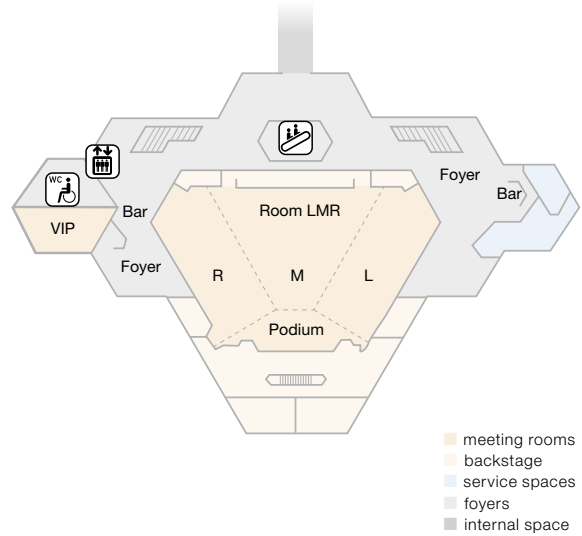 WC
VIP
Bar
Foyer
Room LMR
R
M
L
Podium
Foyer
Bar
meeting rooms
backstage
service spaces
foyers
internal space